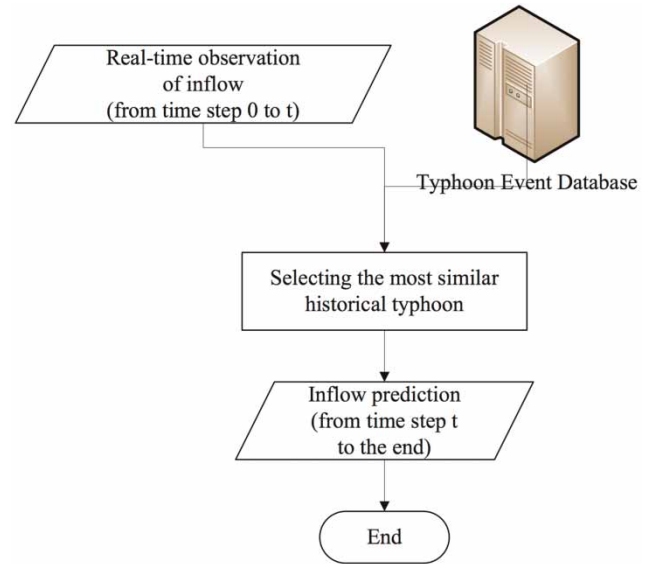 Real-time observation
of inflow
(from time step 0 to t)
Typhoon Event Database
Selecting the most similar
historical typhoon
Inflow prediction
(from time step t
to the end)
End